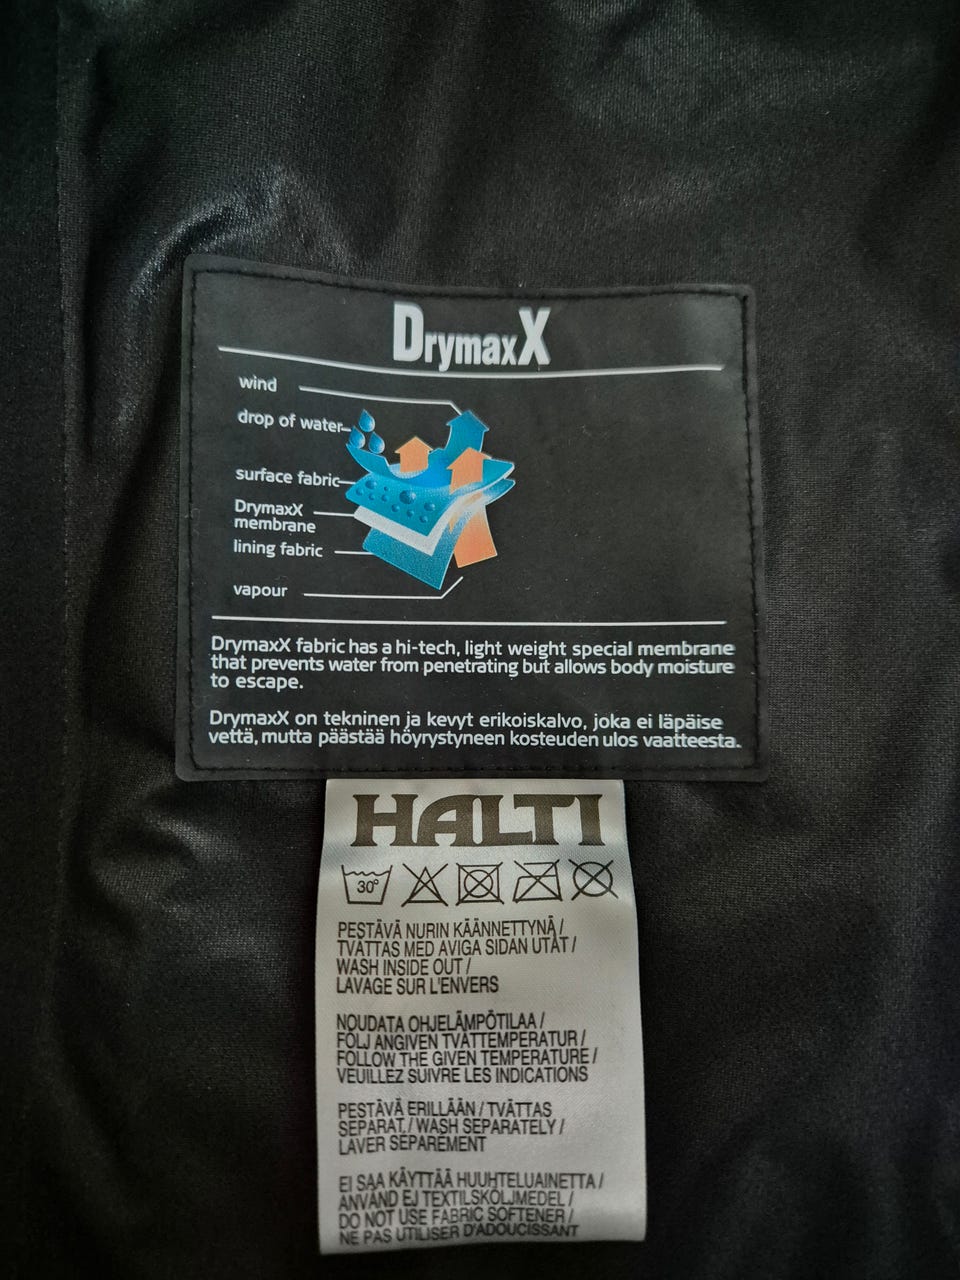 DrymaxX
wind
drop of water
surface fabric
DrymaxX
membrane
lining fabric
vapour
DrymaxX fabric has a hi-tech, light weight special membrane
that prevents water from penetrating but allows body moisture
to escape.
DrymaxX on tekninen ja kevyt erikoiskalvo, joka ei läpäise
vettä, mutta päästää höyrystyneen kosteuden ulos vaatteesta.
HALTI
30°
PESTÄVÄ NURIN KÄÄNNETTYNÄ /
TVÄTTAS MED AVIGA SIDAN UTÅT /
WASH INSIDE OUT /
LAVAGE SUR L'ENVERS
NOUDATA OHJELÄMPÖTILAA /
FÖLJ ANGIVEN TVÄTTEMPERATUR /
FOLLOW THE GIVEN TEMPERATURE /
VEUILLEZ SUIVRE LES INDICATIONS
PESTÄVÄ ERILLÄÄN / TVÄTTAS
SEPARAT. / WASH SEPARATELY /
LAVER SÉPARÉMENT
EI SAA KÄYTTÄÄ HUUHTELUAINETTA /
ANVÄND EJ TEXTILSKÖLJMEDEL /
DO NOT USE FABRIC SOFTENER /
NE PAS UTILISER D'ADOUCISSANT